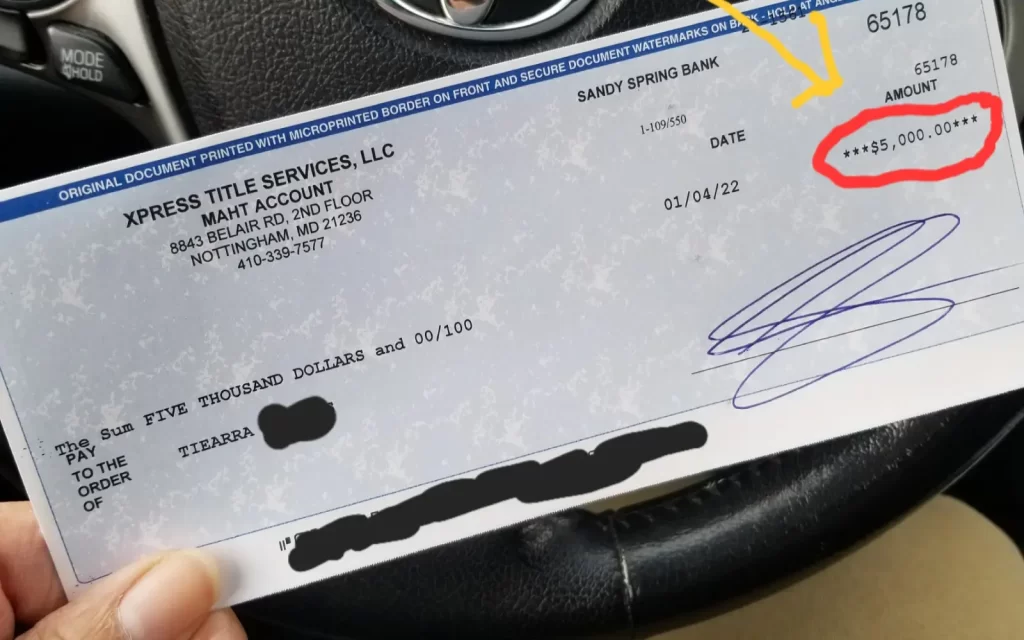 MODE
HOLD
ORIGINAL DOCUMENT PRINTED WITH MICROPRINTED BORDER ON FRONT AND SECURE DOCUMENT WATERMARKS ON BACK - HOLD AT
65178
XPRESS TITLE SERVICES, LLC
MAHT ACCOUNT
8843 BELAIR RD, 2ND FLOOR
NOTTINGHAM, MD 21236
410-339-7577
SANDY SPRING BANK
1-109/550
65178
DATE
AMOUNT
01/04/22
***$5,000.00***
The Sum FIVE THOUSAND DOLLARS and 00/100
PAY
TO THE
ORDER
OF
TIEARRA